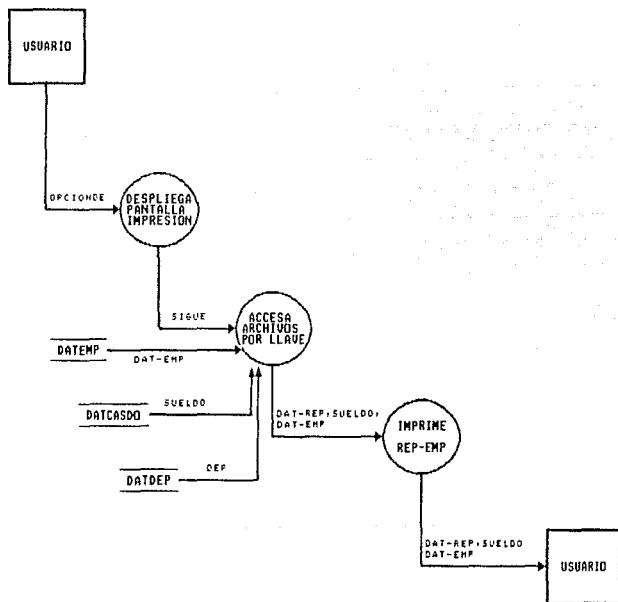 USUARIO
OPCIONDE
DESPLIEGA
PANTALLA
IMPRESIÓN
SIGUE
ACCESA
ARCHIVOS
POR LLAVE
DATEMP
DAT-EMP
DATCASDO
SUELDO
DATDEP
DEP
DAT-REP,SUELDO,
DAT-EMP
IMPRIME
REP-EMP
DAT-REP,SUELDO
DAT-EMP
USUARIO